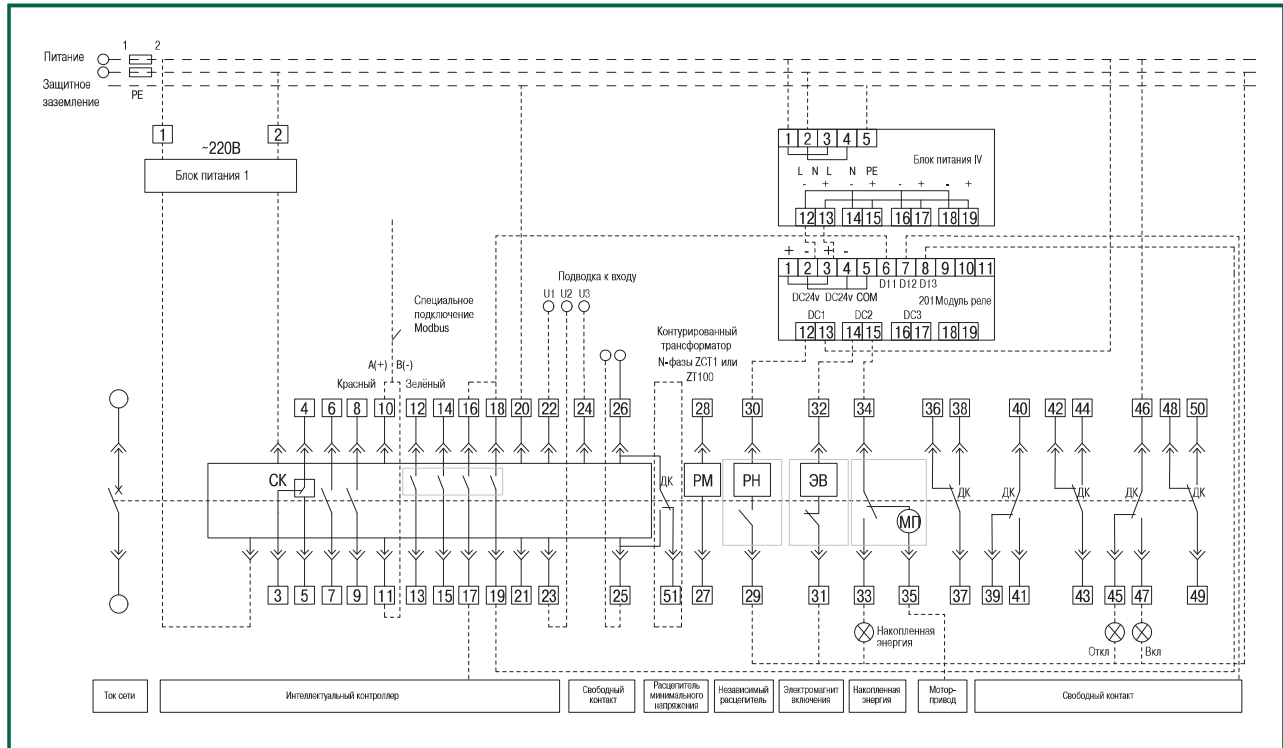 Питание
1 2
Защитное
заземление
PE
1 2
~220В
Блок питания 1
1 2 3 4 5
Блок питания IV
L N L N PE
- + - + - + - +
12 13 14 15 16 17 18 19
+ - + -
1 2 3 4 5 6 7 8 9 10 11
D11 D12 D13
DC24v DC24v COM
201 Модуль реле
DC1 DC2 DC3
12 13 14 15 16 17 18 19
Подводка к входу
U1 U2 U3
Специальное
подключение
Modbus
A(+) B(-)
Красный Зелёный
Контурированный
трансформатор
N-фазы ZCT1 или
ZT100
4 6 8 10 12 14 16 18 20 22 24 26 28 30 32 34 36 38 40 42 44 46 48 50
СК ДК РМ РН ЭВ МП ДК ДК ДК ДК ДК
3 5 7 9 11 13 15 17 19 21 23 25 51 27 29 31 33 35 37 39 41 43 45 47 49
Накопленная
энергия
Откл Вкл
Ток сети
Интеллектуальный контроллер
Свободный
контакт
Расцепитель
минимального
напряжения
Независимый
расцепитель
Электромагнит
включения
Накопленная
энергия
Мотор-
привод
Свободный контакт